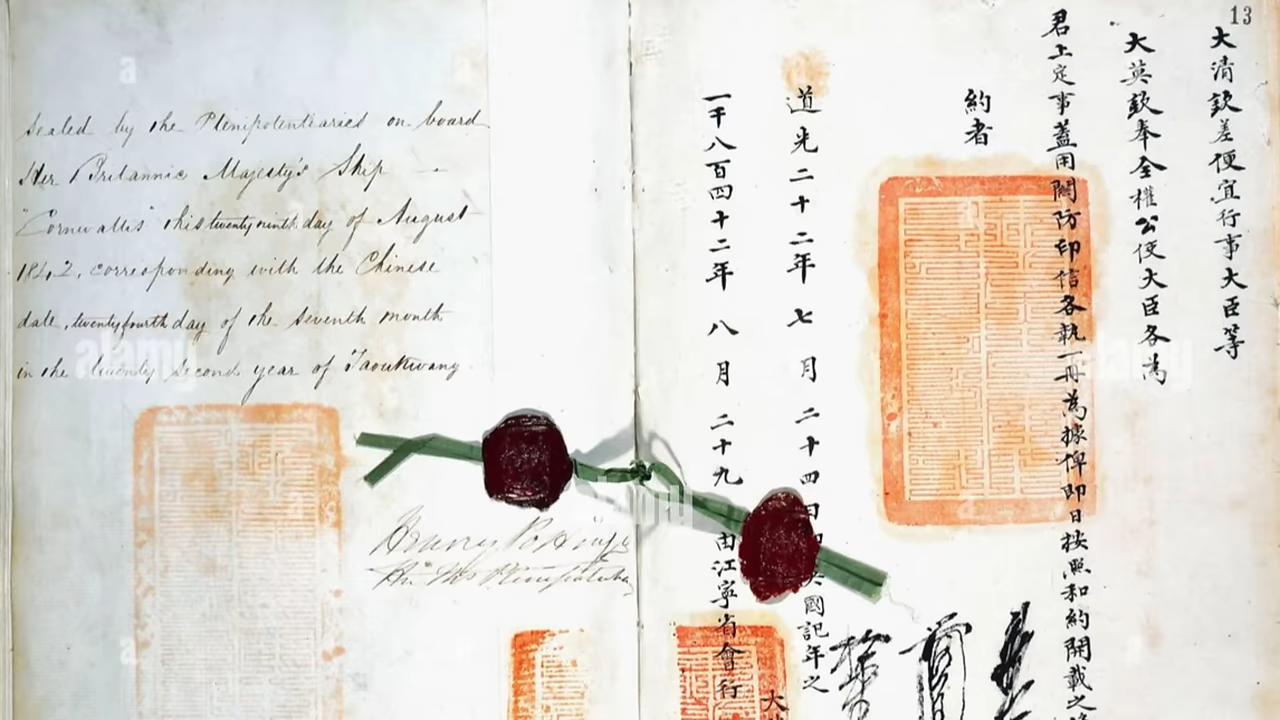 Sealed by the Plenipotentiaries on board
Her Britannic Majesty's Ship
"Cornwallis" this twenty ninth day of August
1842, corresponding with the Chinese
date, twenty fourth day of the seventh month
in the twenty second year of Taoukwang
Henry Pottinger
13
大清欽差便宜行事大臣等
大英欽奉全權公使大臣各為
君上定事蓋用關防印信各執一冊為據俾即日按照和約開載之
約者
道光二十二年七月二十四日即英國記年之
一千八百四十二年八月二十九 由江寧省會行
大
alamy